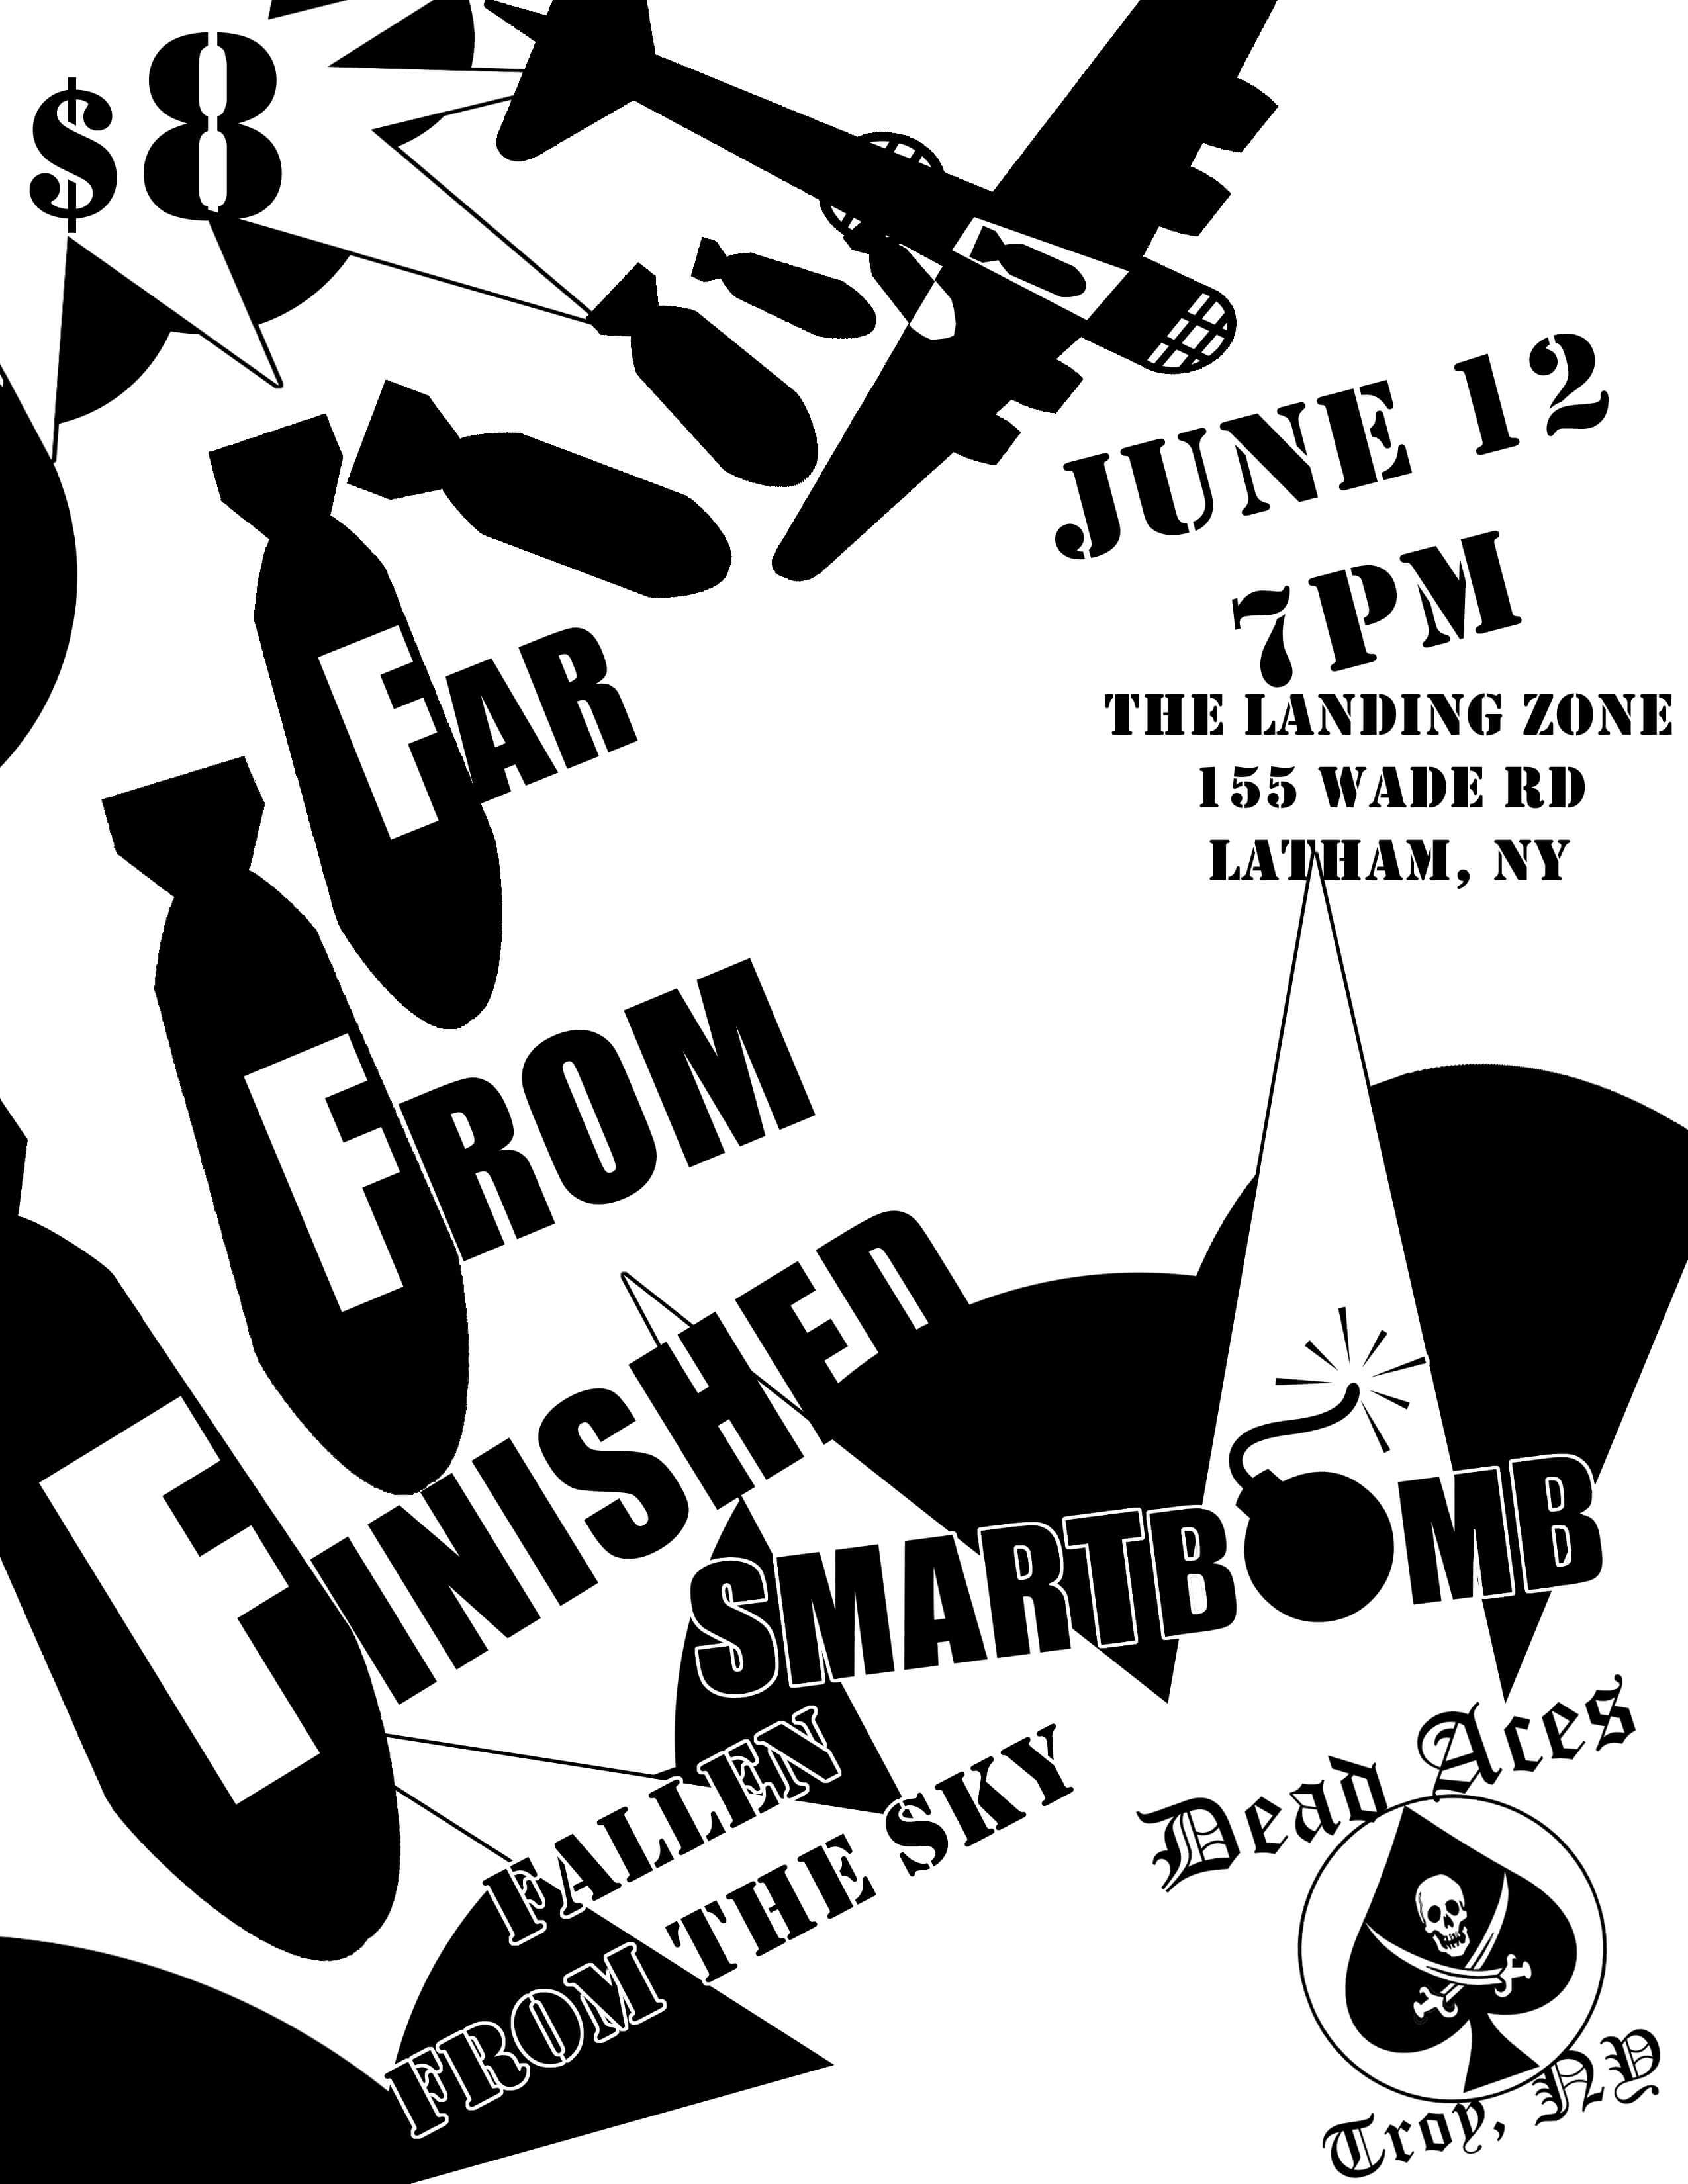 $8
JUNE 12
7PM
THE LANDING ZONE
155 WADE RD
LATHAM, NY
FAR
FROM
FINISHED
SMARTBOMB
FALLEN
FROM THE SKY
Dead Aces
Troy, NY